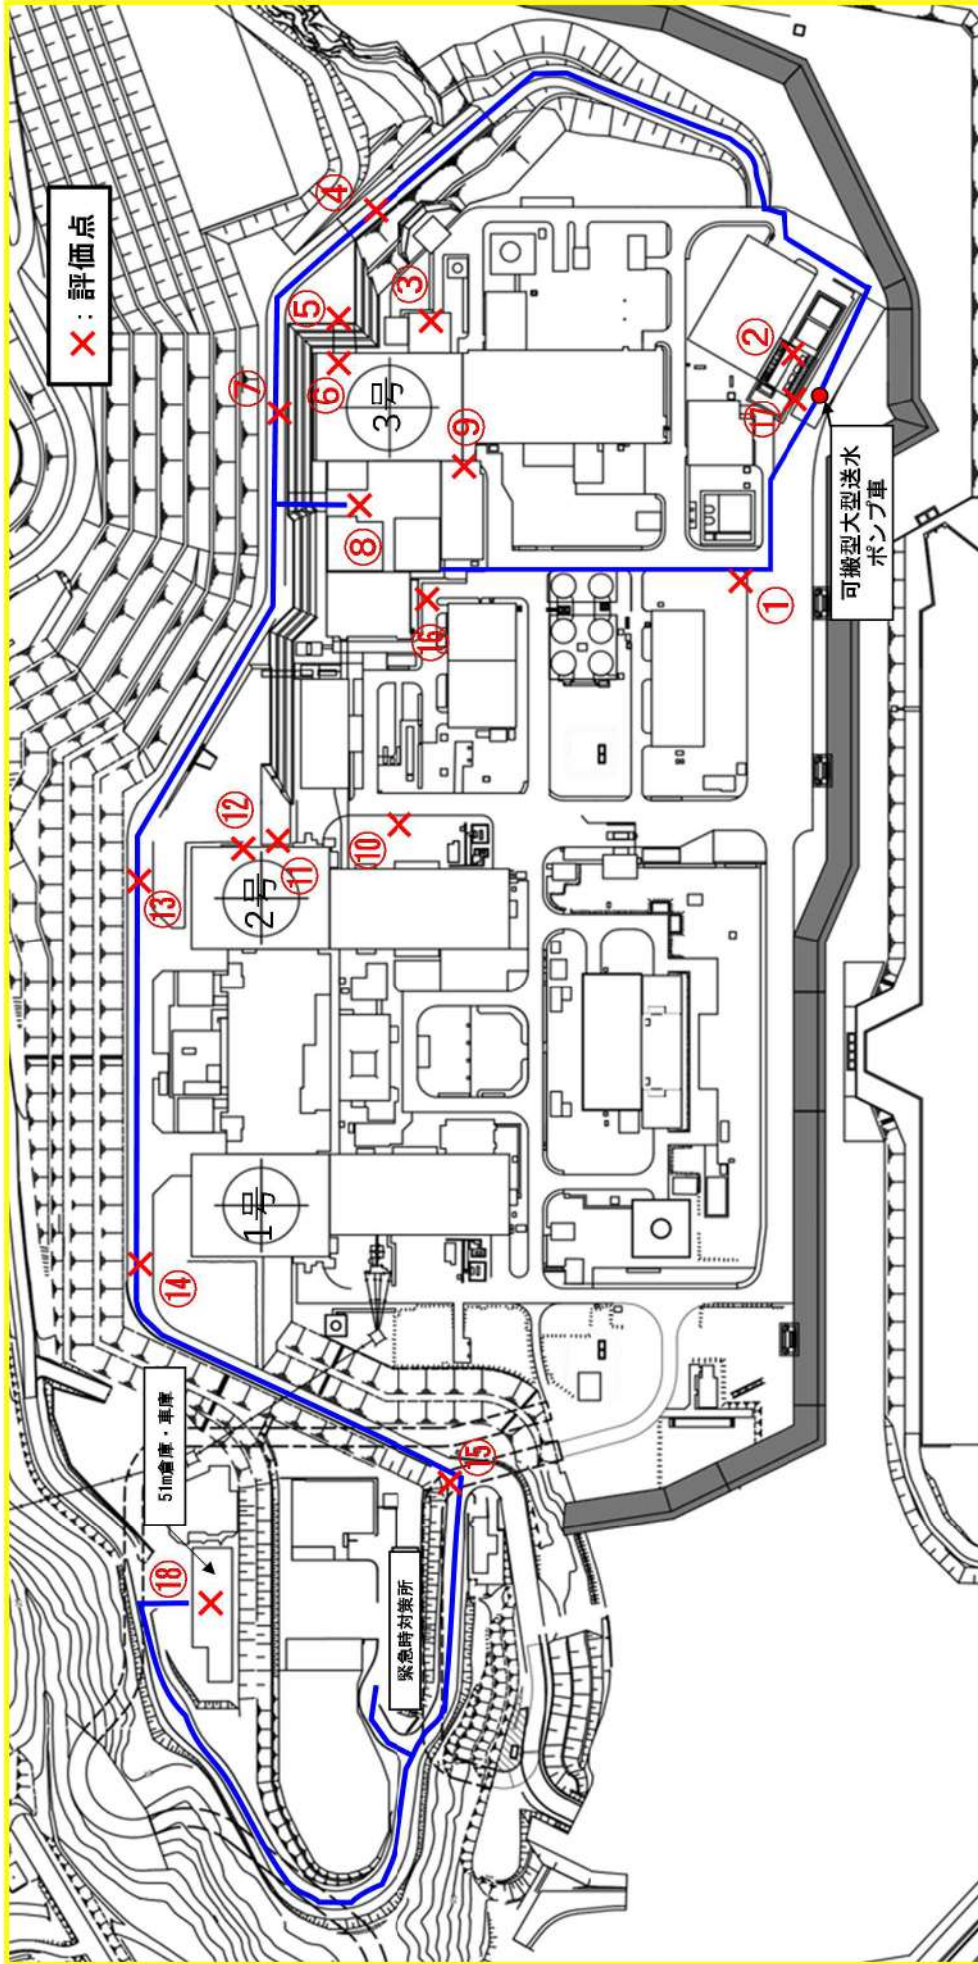 ×：評価点
④
⑤
③
⑦
⑥
3号
⑨
②
⑰
⑧
可搬型大型送水
ポンプ車
①
⑯
⑫
⑩
⑪
⑬
2号
1号
⑭
51m倉庫・車庫
⑮
⑱
緊急時対策所